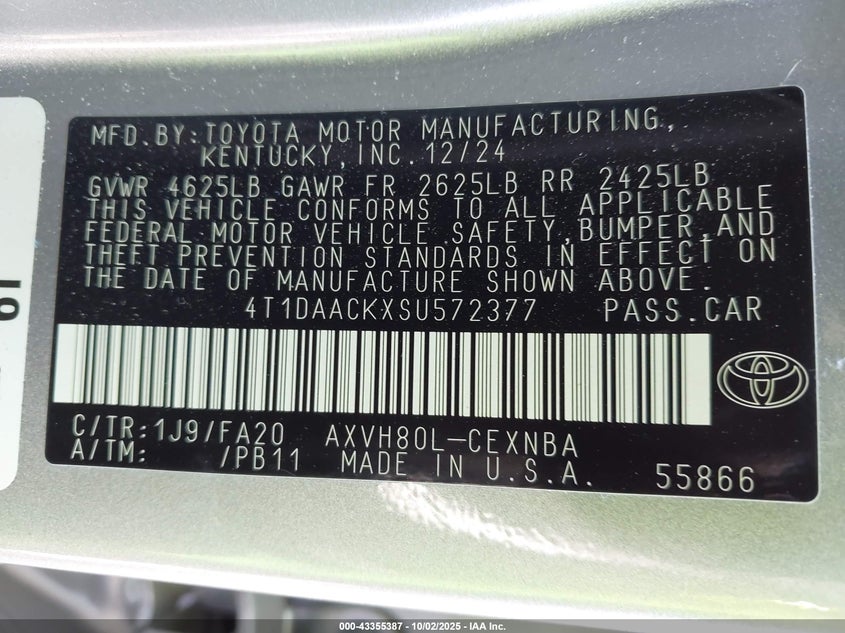 MFD.BY:TOYOTA MOTOR MANUFACTURING,
KENTUCKY,INC.12/24
GVWR 4625LB GAWR FR 2625LB RR 2425LB
THIS VEHICLE CONFORMS TO ALL APPLICABLE
FEDERAL MOTOR VEHICLE SAFETY,BUMPER,AND
THEFT PREVENTION STANDARDS IN EFFECT ON
THE DATE OF MANUFACTURE SHOWN ABOVE.
4T1DAACKXSU572377 PASS.CAR
C/TR:1J9/FA20 AXVH80L-CEXNBA
A/TM: /PB11 MADE IN U.S.A. 55866
000-43355387 - 10/02/2025 - IAA Inc.